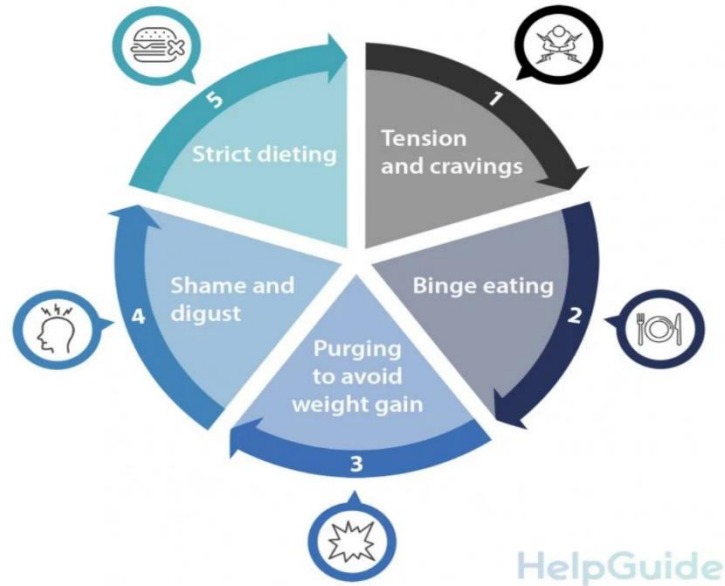 1
Tension
and cravings
2
Binge eating
3
Purging
to avoid
weight gain
4
Shame and
digust
5
Strict dieting
HelpGuide